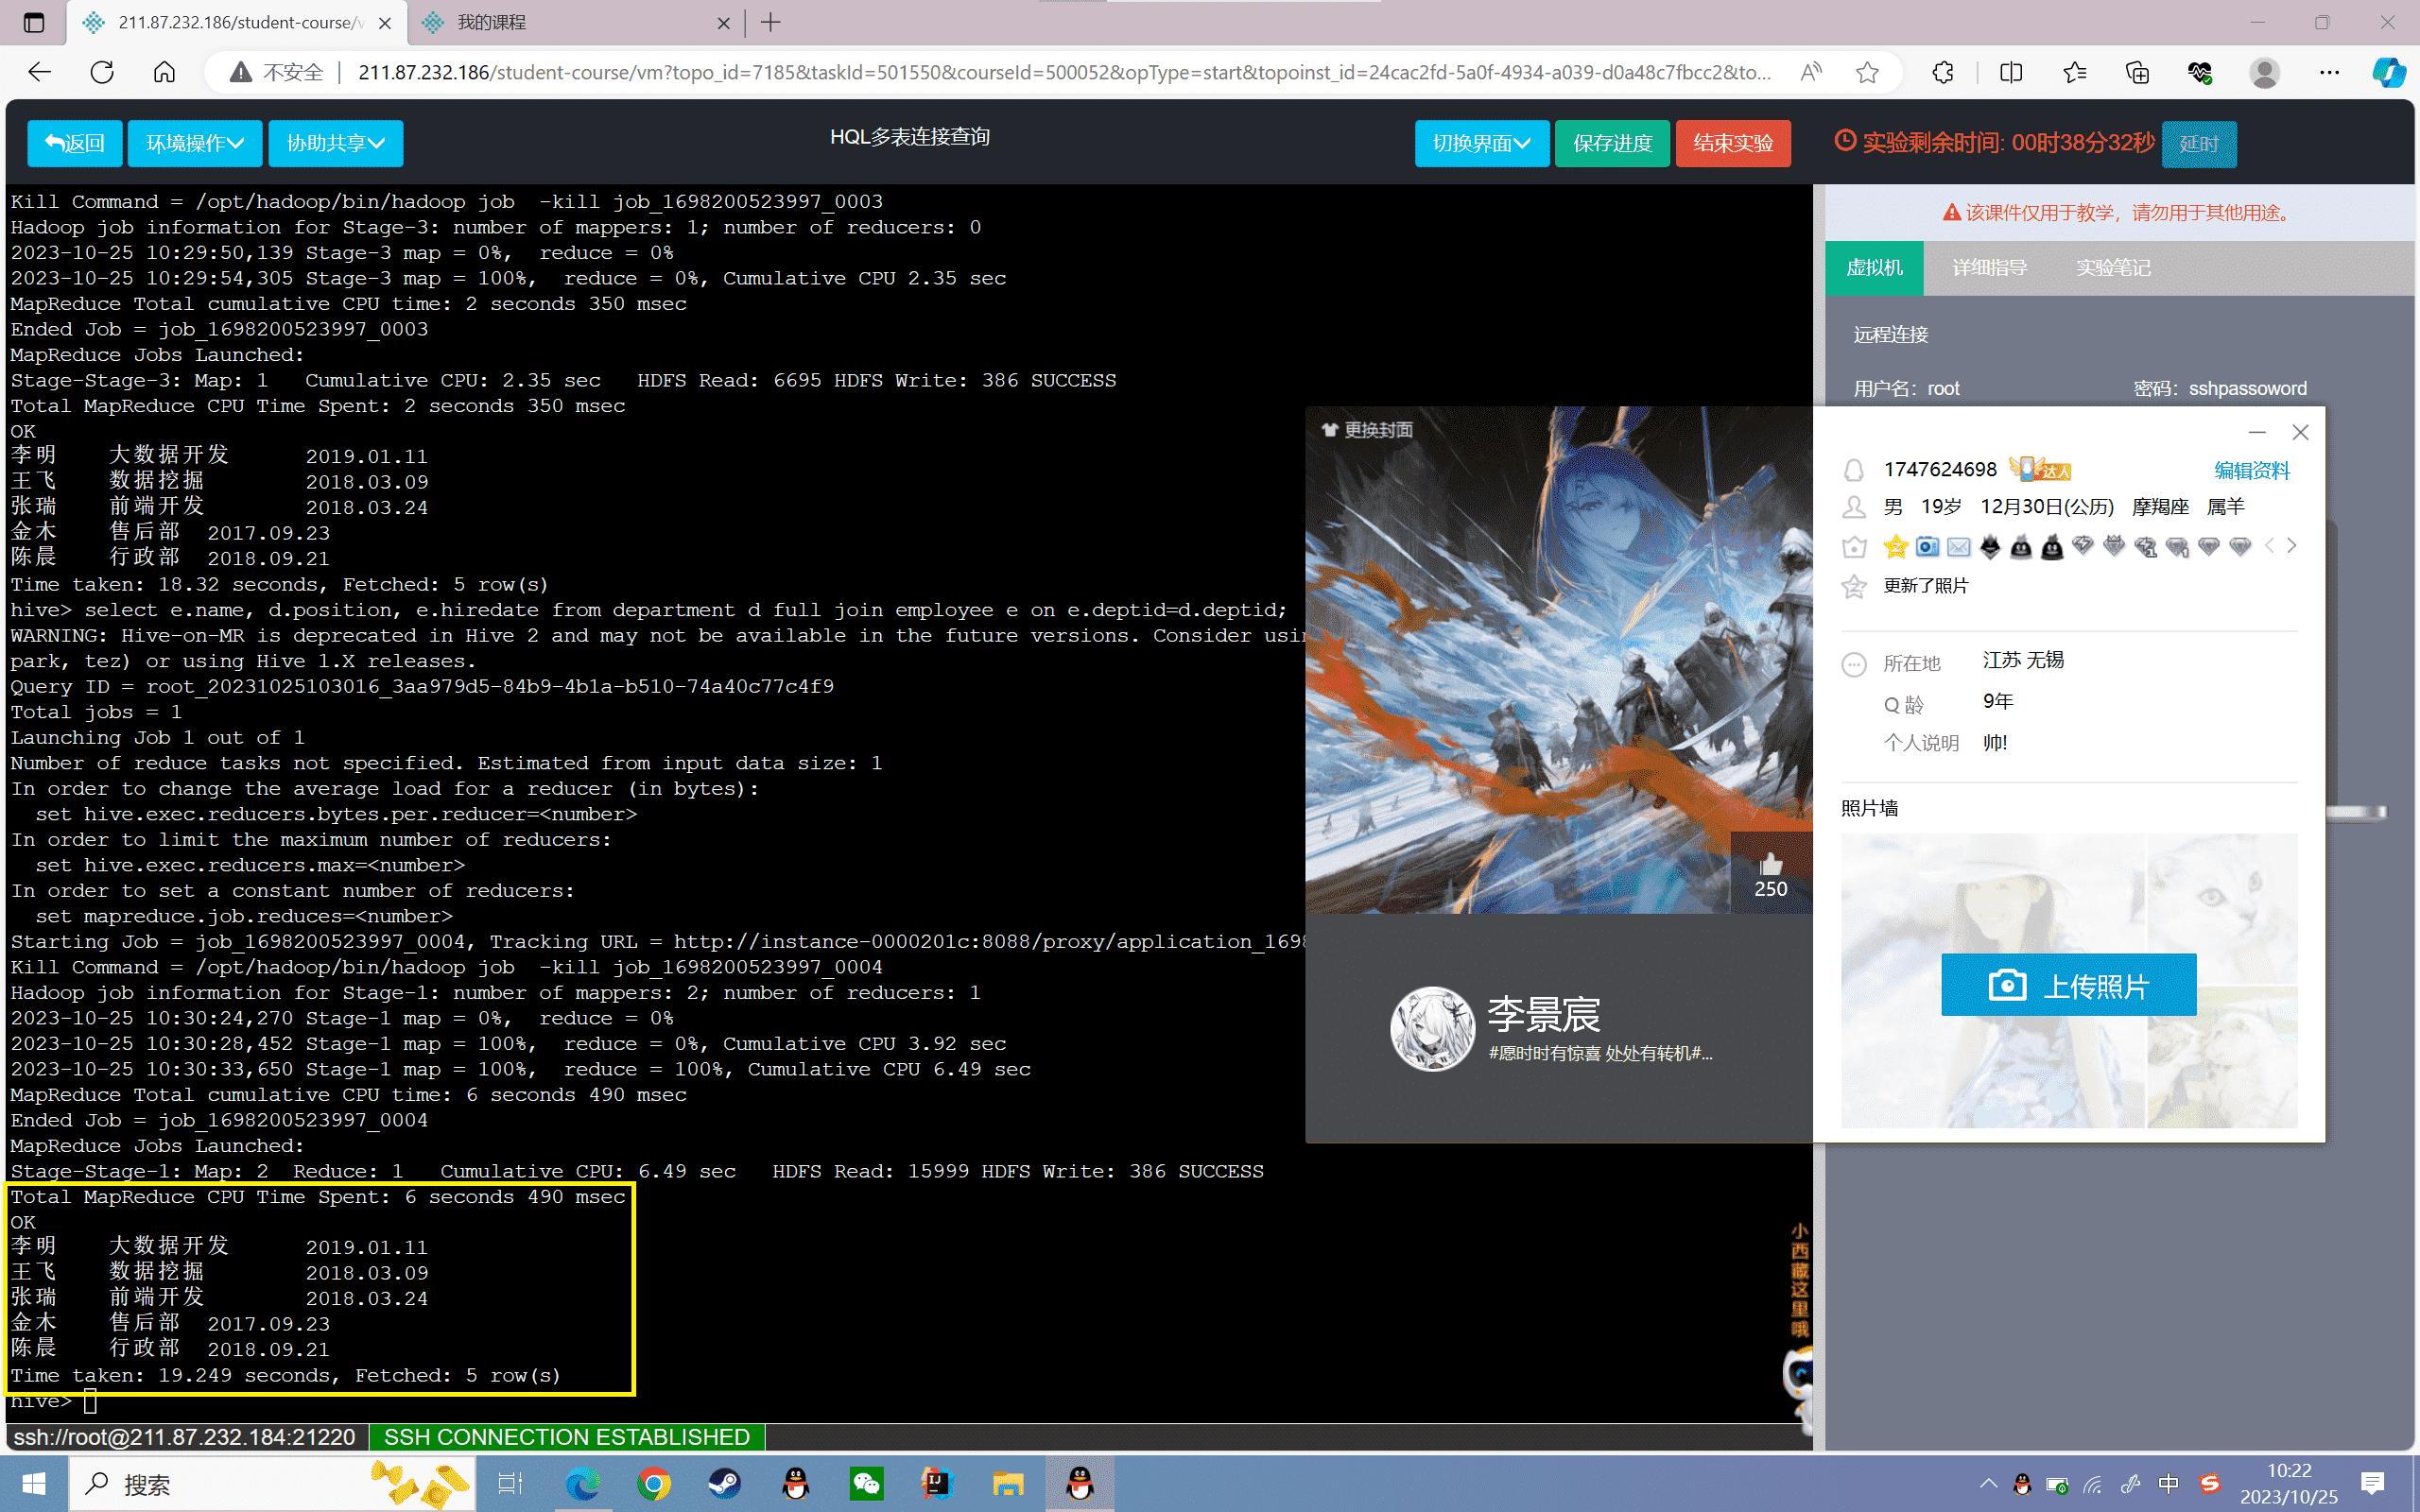 211.87.232.186/student-course/v
我的课程
不安全
211.87.232.186/student-course/vm?topo_id=7185&taskId=501550&courseId=500052&opType=start&topoinst_id=24cac2fd-5a0f-4934-a039-d0a48c7fbcc2&to...
返回
环境操作
协助共享
HQL多表连接查询
切换界面
保存进度
结束实验
实验剩余时间: 00时38分32秒
延时
Kill Command = /opt/hadoop/bin/hadoop job  -kill job_1698200523997_0003
Hadoop job information for Stage-3: number of mappers: 1; number of reducers: 0
2023-10-25 10:29:50,139 Stage-3 map = 0%,  reduce = 0%
2023-10-25 10:29:54,305 Stage-3 map = 100%,  reduce = 0%, Cumulative CPU 2.35 sec
MapReduce Total cumulative CPU time: 2 seconds 350 msec
Ended Job = job_1698200523997_0003
MapReduce Jobs Launched:
Stage-Stage-3: Map: 1   Cumulative CPU: 2.35 sec   HDFS Read: 6695 HDFS Write: 386 SUCCESS
Total MapReduce CPU Time Spent: 2 seconds 350 msec
OK
李明 大数据开发 2019.01.11
王飞 数据挖掘 2018.03.09
张瑞 前端开发 2018.03.24
金木 售后部 2017.09.23
陈晨 行政部 2018.09.21
Time taken: 18.32 seconds, Fetched: 5 row(s)
hive> select e.name, d.position, e.hiredate from department d full join employee e on e.deptid=d.deptid;
WARNING: Hive-on-MR is deprecated in Hive 2 and may not be available in the future versions. Consider usi
park, tez) or using Hive 1.X releases.
Query ID = root_20231025103016_3aa979d5-84b9-4b1a-b510-74a40c77c4f9
Total jobs = 1
Launching Job 1 out of 1
Number of reduce tasks not specified. Estimated from input data size: 1
In order to change the average load for a reducer (in bytes):
  set hive.exec.reducers.bytes.per.reducer=<number>
In order to limit the maximum number of reducers:
  set hive.exec.reducers.max=<number>
In order to set a constant number of reducers:
  set mapreduce.job.reduces=<number>
Starting Job = job_1698200523997_0004, Tracking URL = http://instance-0000201c:8088/proxy/application_169
Kill Command = /opt/hadoop/bin/hadoop job  -kill job_1698200523997_0004
Hadoop job information for Stage-1: number of mappers: 2; number of reducers: 1
2023-10-25 10:30:24,270 Stage-1 map = 0%,  reduce = 0%
2023-10-25 10:30:28,452 Stage-1 map = 100%,  reduce = 0%, Cumulative CPU 3.92 sec
2023-10-25 10:30:33,650 Stage-1 map = 100%,  reduce = 100%, Cumulative CPU 6.49 sec
MapReduce Total cumulative CPU time: 6 seconds 490 msec
Ended Job = job_1698200523997_0004
MapReduce Jobs Launched:
Stage-Stage-1: Map: 2  Reduce: 1   Cumulative CPU: 6.49 sec   HDFS Read: 15999 HDFS Write: 386 SUCCESS
Total MapReduce CPU Time Spent: 6 seconds 490 msec
OK
李明 大数据开发 2019.01.11
王飞 数据挖掘 2018.03.09
张瑞 前端开发 2018.03.24
金木 售后部 2017.09.23
陈晨 行政部 2018.09.21
Time taken: 19.249 seconds, Fetched: 5 row(s)
hive>
ssh://root@211.87.232.184:21220
SSH CONNECTION ESTABLISHED
该课件仅用于教学，请勿用于其他用途。
虚拟机
详细指导
实验笔记
远程连接
用户名：root
密码：sshpassoword
更换封面
250
李景宸
#愿时时有惊喜 处处有转机#...
1747624698
达人
编辑资料
男 19岁 12月30日(公历) 摩羯座 属羊
更新了照片
所在地 江苏 无锡
Q 龄 9年
个人说明 帅!
照片墙
上传照片
小西藏这里哦
搜索
中
10:22
2023/10/25